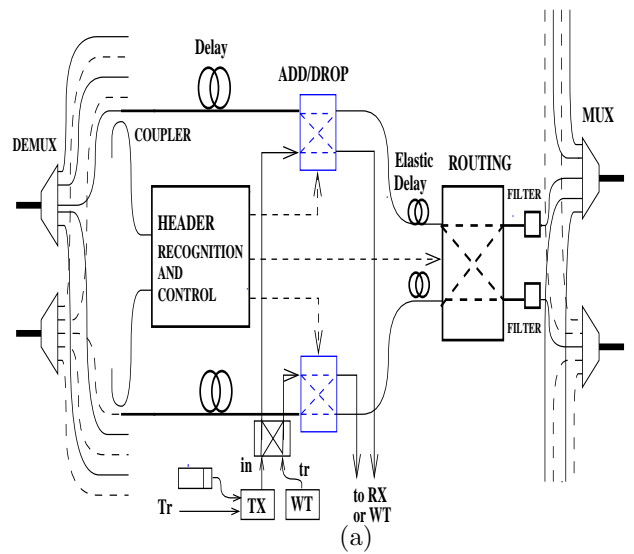 Delay
ADD/DROP
MUX
COUPLER
DEMUX
Elastic
Delay
ROUTING
FILTER
HEADER
RECOGNITION
AND
CONTROL
FILTER
in
tr
Tr
TX
WT
to RX
or WT
(a)